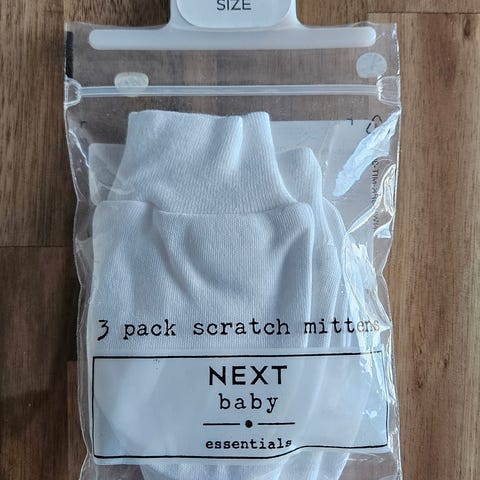 SIZE
3 pack scratch mittens
NEXT
baby
essentials